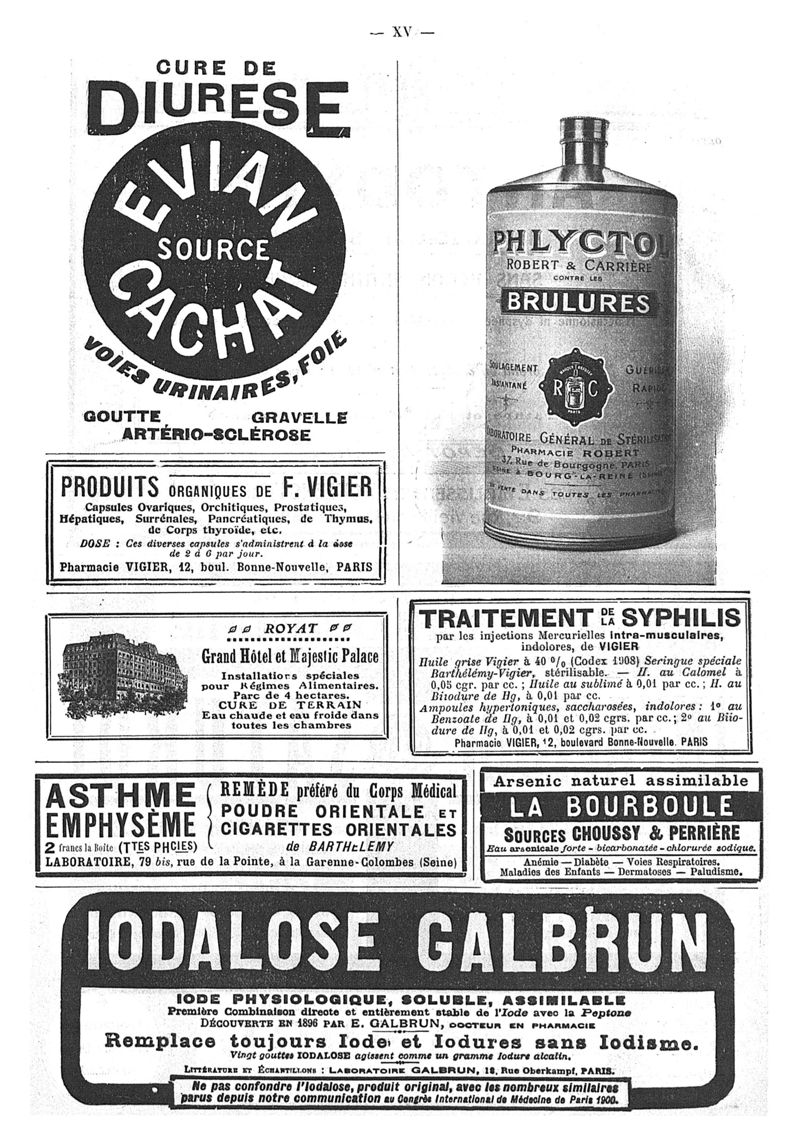 — XV —
CURE DE
DIURESE
EVIAN
SOURCE
CACHAT
VOIES URINAIRES, FOIE
GOUTTE GRAVELLE
ARTÉRIO-SCLÉROSE
PHLYCTOL
ROBERT & CARRIÈRE
CONTRE LES
BRULURES
SOULAGEMENT
INSTANTANÉ
R C
GUÉRISON
RAPIDE
LABORATOIRE GÉNÉRAL DE STÉRILISATION
PHARMACIE ROBERT
37, Rue de Bourgogne, PARIS
USINE À BOURG-LA-REINE (SEINE)
EN VENTE DANS TOUTES LES PHARMACIES
PRODUITS ORGANIQUES DE F. VIGIER
Capsules Ovariques, Orchitiques, Prostatiques,
Hépatiques, Surrénales, Pancréatiques, de Thymus,
de Corps thyroïde, etc.
DOSE : Ces diverses capsules s'administrent à la dose
de 2 à 6 par jour.
Pharmacie VIGIER, 12, boul. Bonne-Nouvelle, PARIS
ROYAT
Grand Hôtel et Majestic Palace
Installations spéciales
pour Régimes Alimentaires.
Parc de 4 hectares.
CURE DE TERRAIN
Eau chaude et eau froide dans
toutes les chambres
TRAITEMENT DE LA SYPHILIS
par les injections Mercurielles intra-musculaires,
indolores, de VIGIER
Huile grise Vigier à 40 % (Codex 1908) Seringue spéciale
Barthélémy-Vigier, stérilisable. — H. au Calomel à
0,05 cgr. par cc. ; Huile au sublimé à 0,01 par cc. ; H. au
Biiodure de Hg, à 0,01 par cc.
Ampoules hypertoniques, saccharosées, indolores : 1º au
Benzoate de Hg, à 0,01 et 0,02 cgrs. par cc. ; 2º au Biio-
dure de Hg, à 0,01 et 0,02 cgrs. par cc.
Pharmacie VIGIER, 12, boulevard Bonne-Nouvelle. PARIS
ASTHME
EMPHYSÈME
2 francs la Boîte (TTES PHCIES)
REMÈDE préféré du Corps Médical
POUDRE ORIENTALE ET
CIGARETTES ORIENTALES
de BARTHÉLEMY
LABORATOIRE, 79 bis, rue de la Pointe, à la Garenne-Colombes (Seine)
Arsenic naturel assimilable
LA BOURBOULE
SOURCES CHOUSSY & PERRIÈRE
Eau arsenicale forte - bicarbonatée - chlorurée sodique.
Anémie — Diabète — Voies Respiratoires.
Maladies des Enfants — Dermatoses — Paludisme.
IODALOSE GALBRUN
IODE PHYSIOLOGIQUE, SOLUBLE, ASSIMILABLE
Première Combinaison directe et entièrement stable de l'Iode avec la Peptone
DÉCOUVERTE EN 1896 PAR E. GALBRUN, DOCTEUR EN PHARMACIE
Remplace toujours Iode et Iodures sans Iodisme.
Vingt gouttes IODALOSE agissent comme un gramme Iodure alcalin.
LITTÉRATURE ET ÉCHANTILLONS : LABORATOIRE GALBRUN, 18, Rue Oberkampf, PARIS.
Ne pas confondre l'Iodalose, produit original, avec les nombreux similaires
parus depuis notre communication au Congrès International de Médecine de Paris 1900.